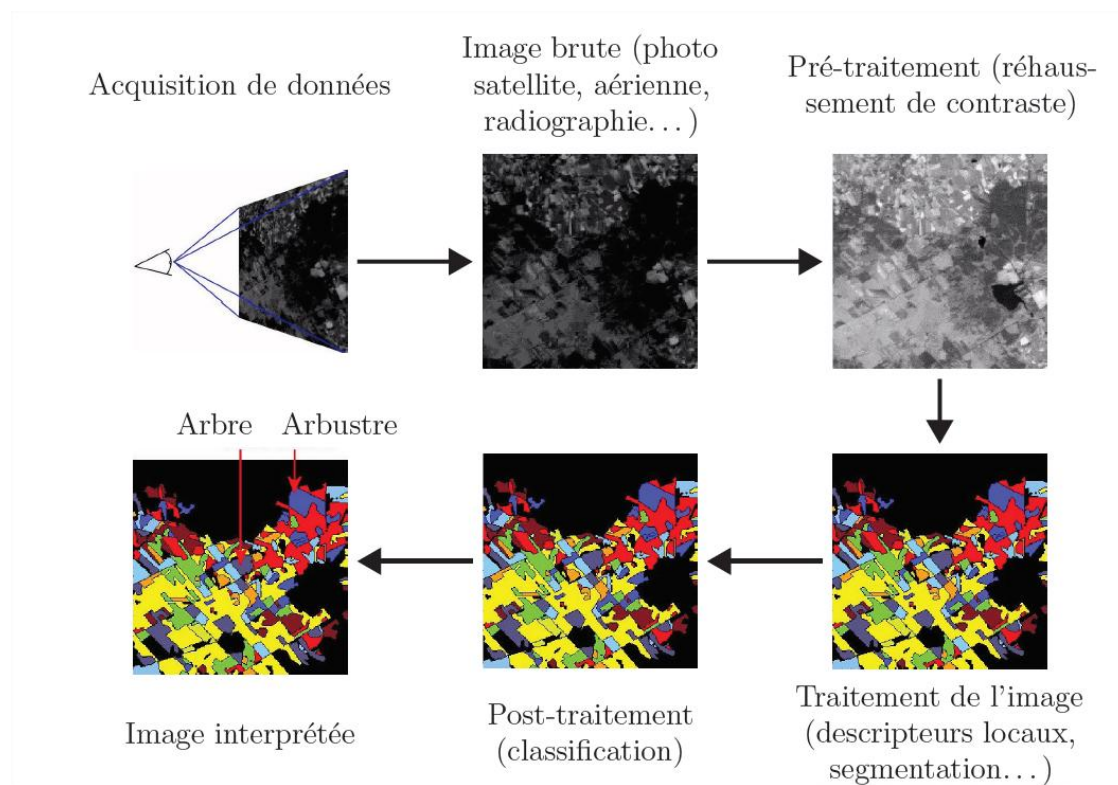 Acquisition de données
Image brute (photo
satellite, aérienne,
radiographie...)
Pré-traitement (réhaus-
sement de contraste)
Arbre
Arbustre
Image interprétée
Post-traitement
(classification)
Traitement de l'image
(descripteurs locaux,
segmentation...)